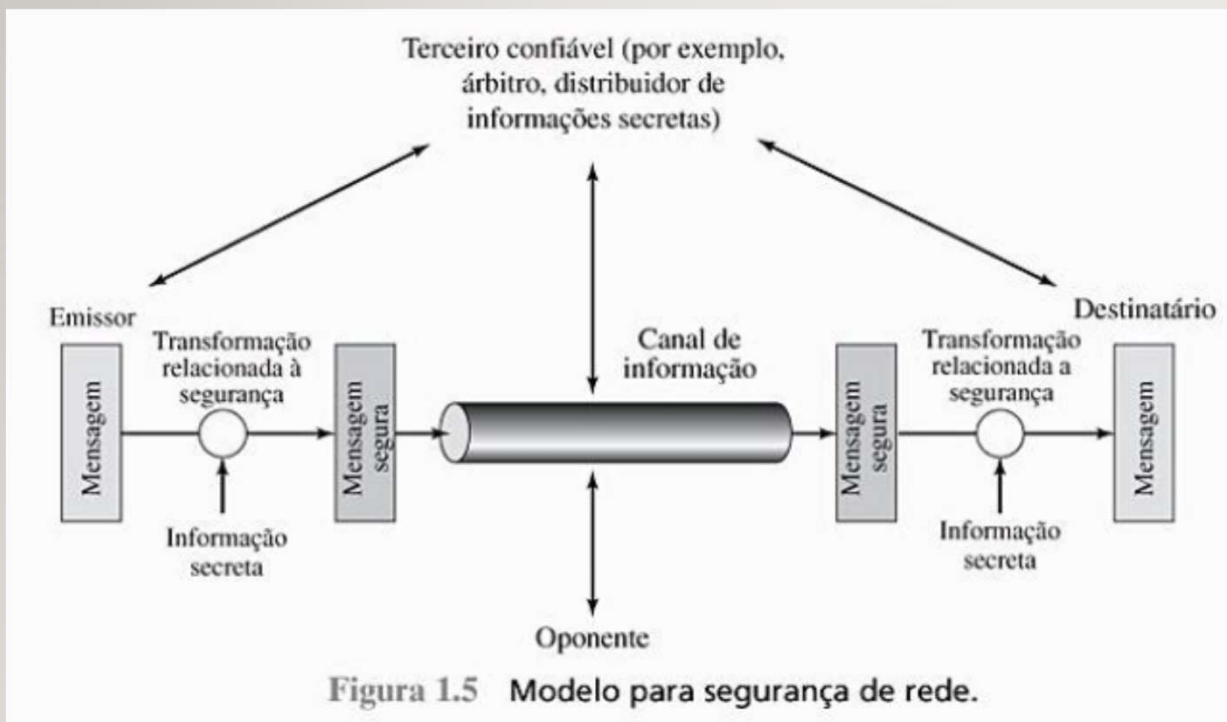 Terceiro confiável (por exemplo,
árbitro, distribuidor de
informações secretas)
Emissor
Transformação
relacionada à
segurança
Mensagem
Informação
secreta
Mensagem
segura
Canal de
informação
Oponente
Mensagem
segura
Transformação
relacionada a
segurança
Informação
secreta
Destinatário
Mensagem
Figura 1.5 Modelo para segurança de rede.